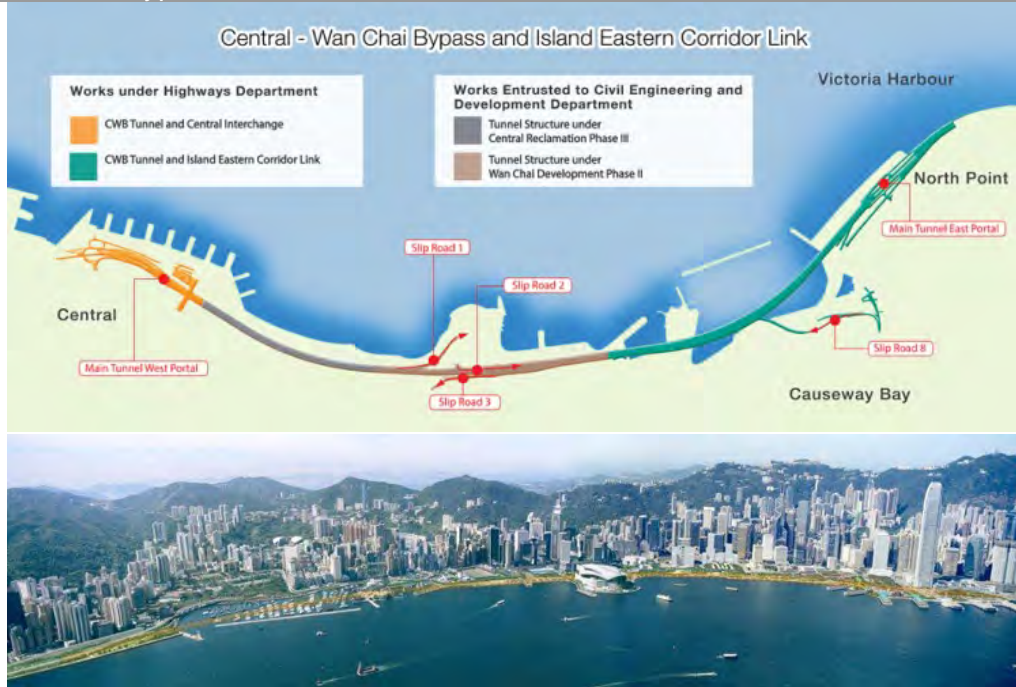 Central - Wan Chai Bypass and Island Eastern Corridor Link
Works under Highways Department
CWB Tunnel and Central Interchange
CWB Tunnel and Island Eastern Corridor Link
Works Entrusted to Civil Engineering and
Development Department
Tunnel Structure under
Central Reclamation Phase III
Tunnel Structure under
Wan Chai Development Phase II
Victoria Harbour
North Point
Main Tunnel East Portal
Slip Road 1
Slip Road 2
Central
Main Tunnel West Portal
Slip Road 3
Slip Road 8
Causeway Bay